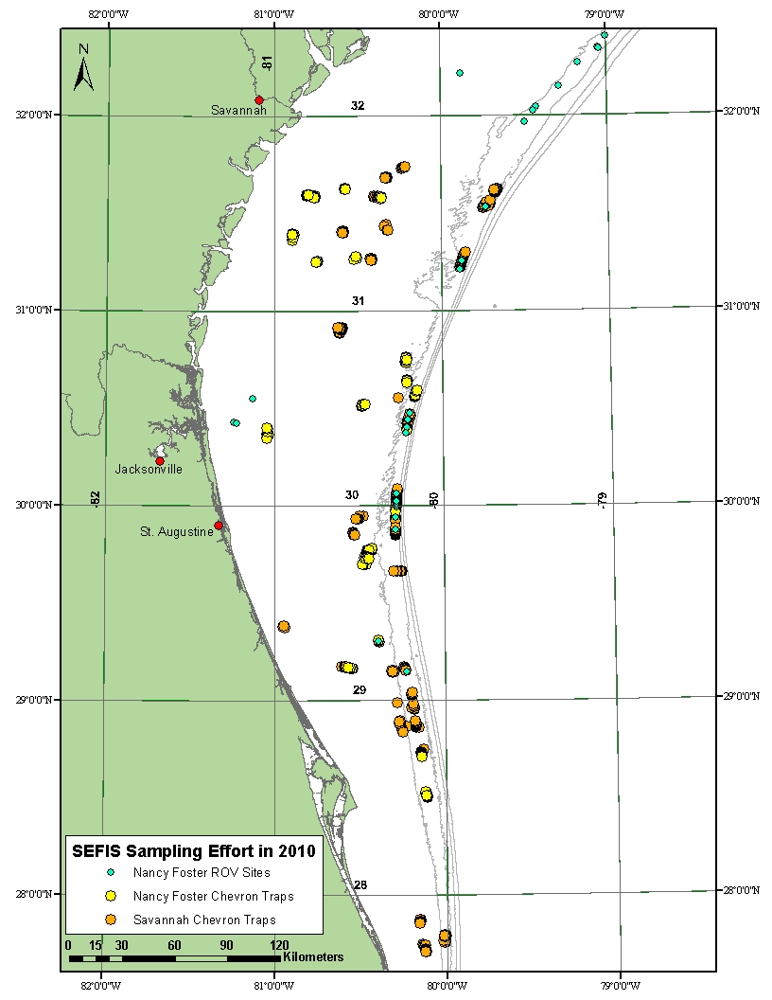 82°0'0"W 81°0'0"W 80°0'0"W 79°0'0"W
N
-81
Savannah
32
32°0'0"N 32°0'0"N
31
31°0'0"N 31°0'0"N
Jacksonville
-82 30 -80 -79
30°0'0"N 30°0'0"N
St. Augustine
29
29°0'0"N 29°0'0"N
SEFIS Sampling Effort in 2010
Nancy Foster ROV Sites
Nancy Foster Chevron Traps
Savannah Chevron Traps
28
28°0'0"N 28°0'0"N
0 15 30 60 90 120
Kilometers
82°0'0"W 81°0'0"W 80°0'0"W 79°0'0"W